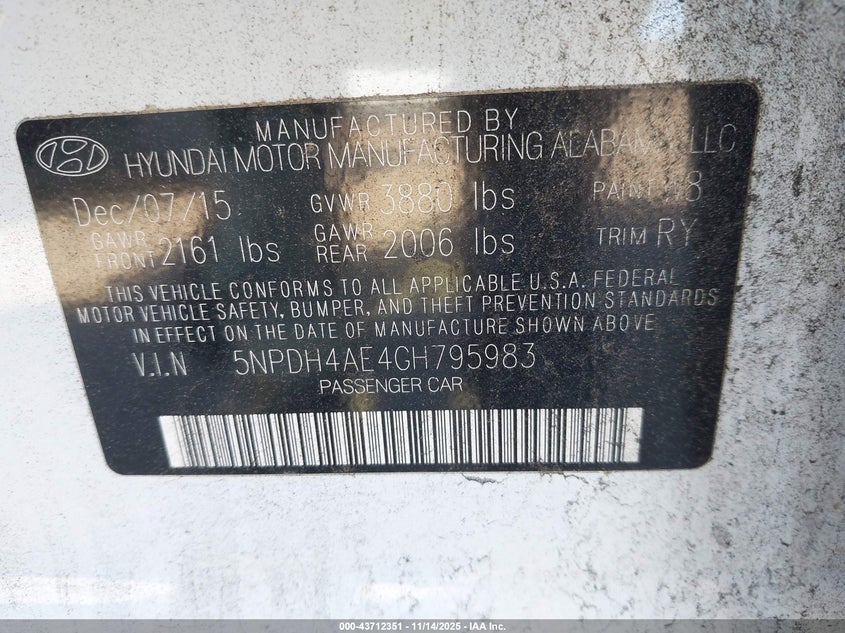 MANUFACTURED BY
HYUNDAI MOTOR MANUFACTURING ALABAMA, LLC
Dec/07/15 GVWR 3880 lbs PAINT
GAWR FRONT 2161 lbs GAWR REAR 2006 lbs TRIM RY
THIS VEHICLE CONFORMS TO ALL APPLICABLE U.S.A. FEDERAL
MOTOR VEHICLE SAFETY, BUMPER, AND THEFT PREVENTION STANDARDS
IN EFFECT ON THE DATE OF MANUFACTURE SHOWN ABOVE
V.I.N 5NPDH4AE4GH795983
PASSENGER CAR
000-43712351 | 11/14/2025 - IAA Inc.